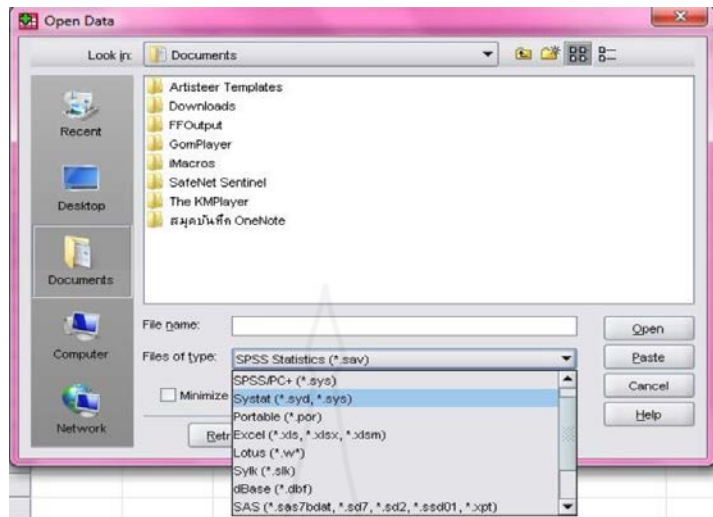 Open Data
Look in: Documents
Recent
Desktop
Documents
Computer
Network
Artisteer Templates
Downloads
FFOutput
GomPlayer
iMacros
SafeNet Sentinel
The KMPlayer
สมุดบันทึก OneNote
File name:
Open
Files of type: SPSS Statistics (*.sav)
Paste
Minimize
Cancel
Retr
Help
SPSS/PC+ (*.sys)
Systat (*.syd, *.sys)
Portable (*.por)
Excel (*.xls, *.xlsx, *.xlsm)
Lotus (*.w*)
Sylk (*.slk)
dBase (*.dbf)
SAS (*.sas7bdat, *.sd7, *.sd2, *.ssd01, *.xpt)